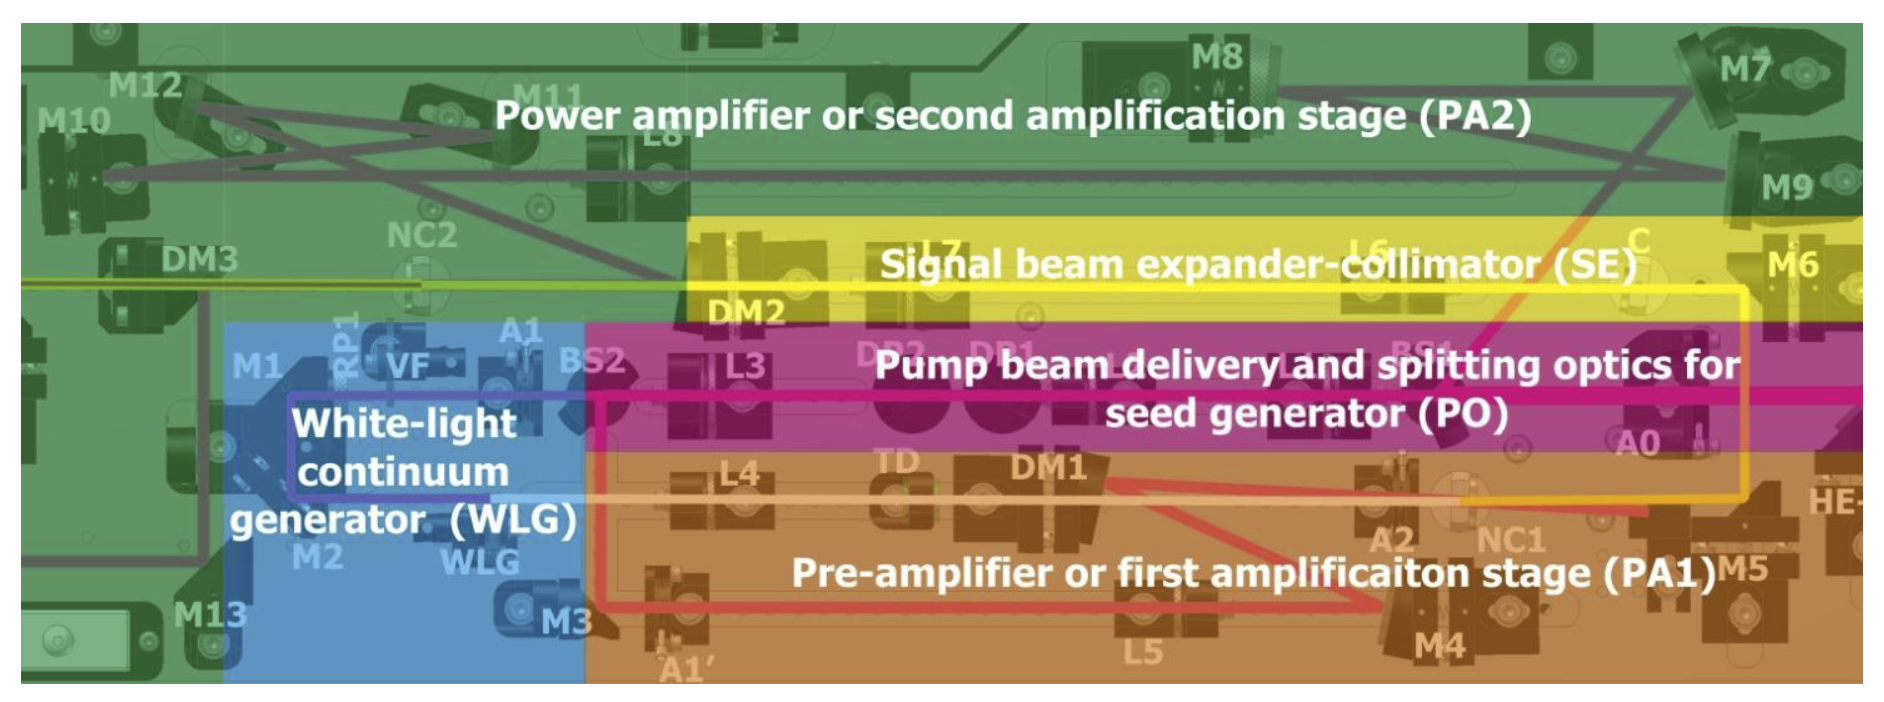 M12
M8
M7
M11
Power amplifier or second amplification stage (PA2)
M10
L8
M9
NC2
DM3
L7
L6
C
Signal beam expander-collimator (SE)
M6
DM2
RP1
A1
M1
VF
BS2
L3
DP2
DP1
BS1
Pump beam delivery and splitting optics for
seed generator (PO)
White-light
continuum
generator (WLG)
A0
L4
TD
DM1
HE-
M2
WLG
A2
NC1
Pre-amplifier or first amplificaiton stage (PA1)
M5
M13
M3
A1′
L5
M4